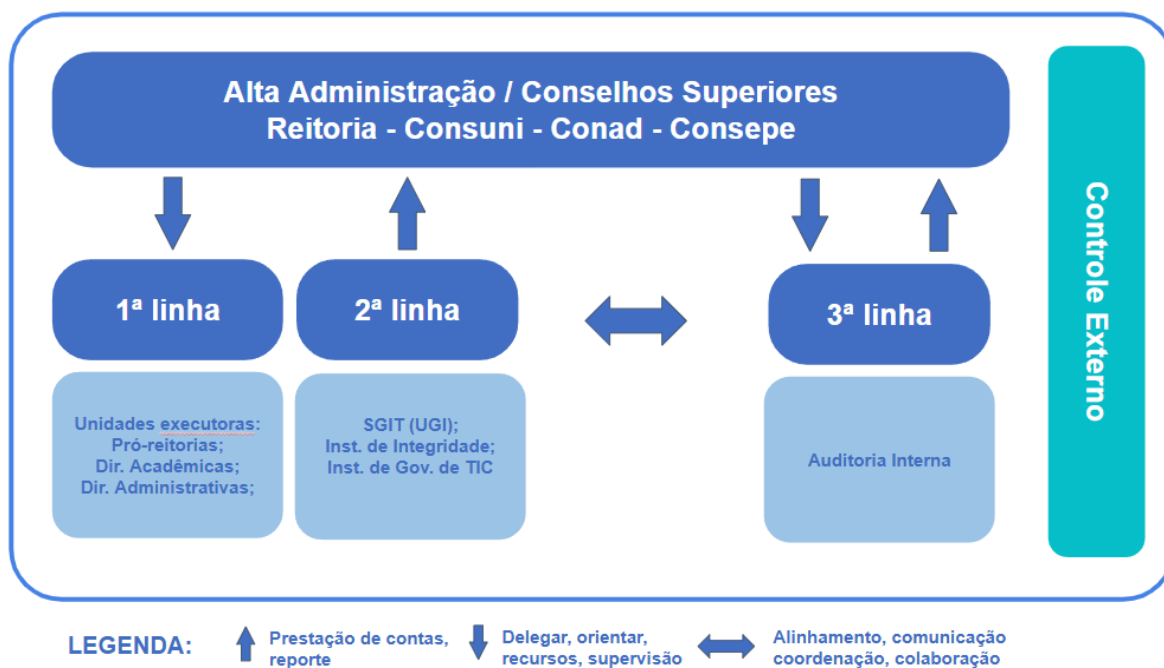 Alta Administração / Conselhos Superiores
Reitoria - Consuni - Conad - Consepe
1ª linha
2ª linha
3ª linha
Unidades executoras:
Pró-reitorias;
Dir. Acadêmicas;
Dir. Administrativas;
SGIT (UGI);
Inst. de Integridade;
Inst. de Gov. de TIC
Auditoria Interna
Controle Externo
LEGENDA:
Prestação de contas,
reporte
Delegar, orientar,
recursos, supervisão
Alinhamento, comunicação
coordenação, colaboração